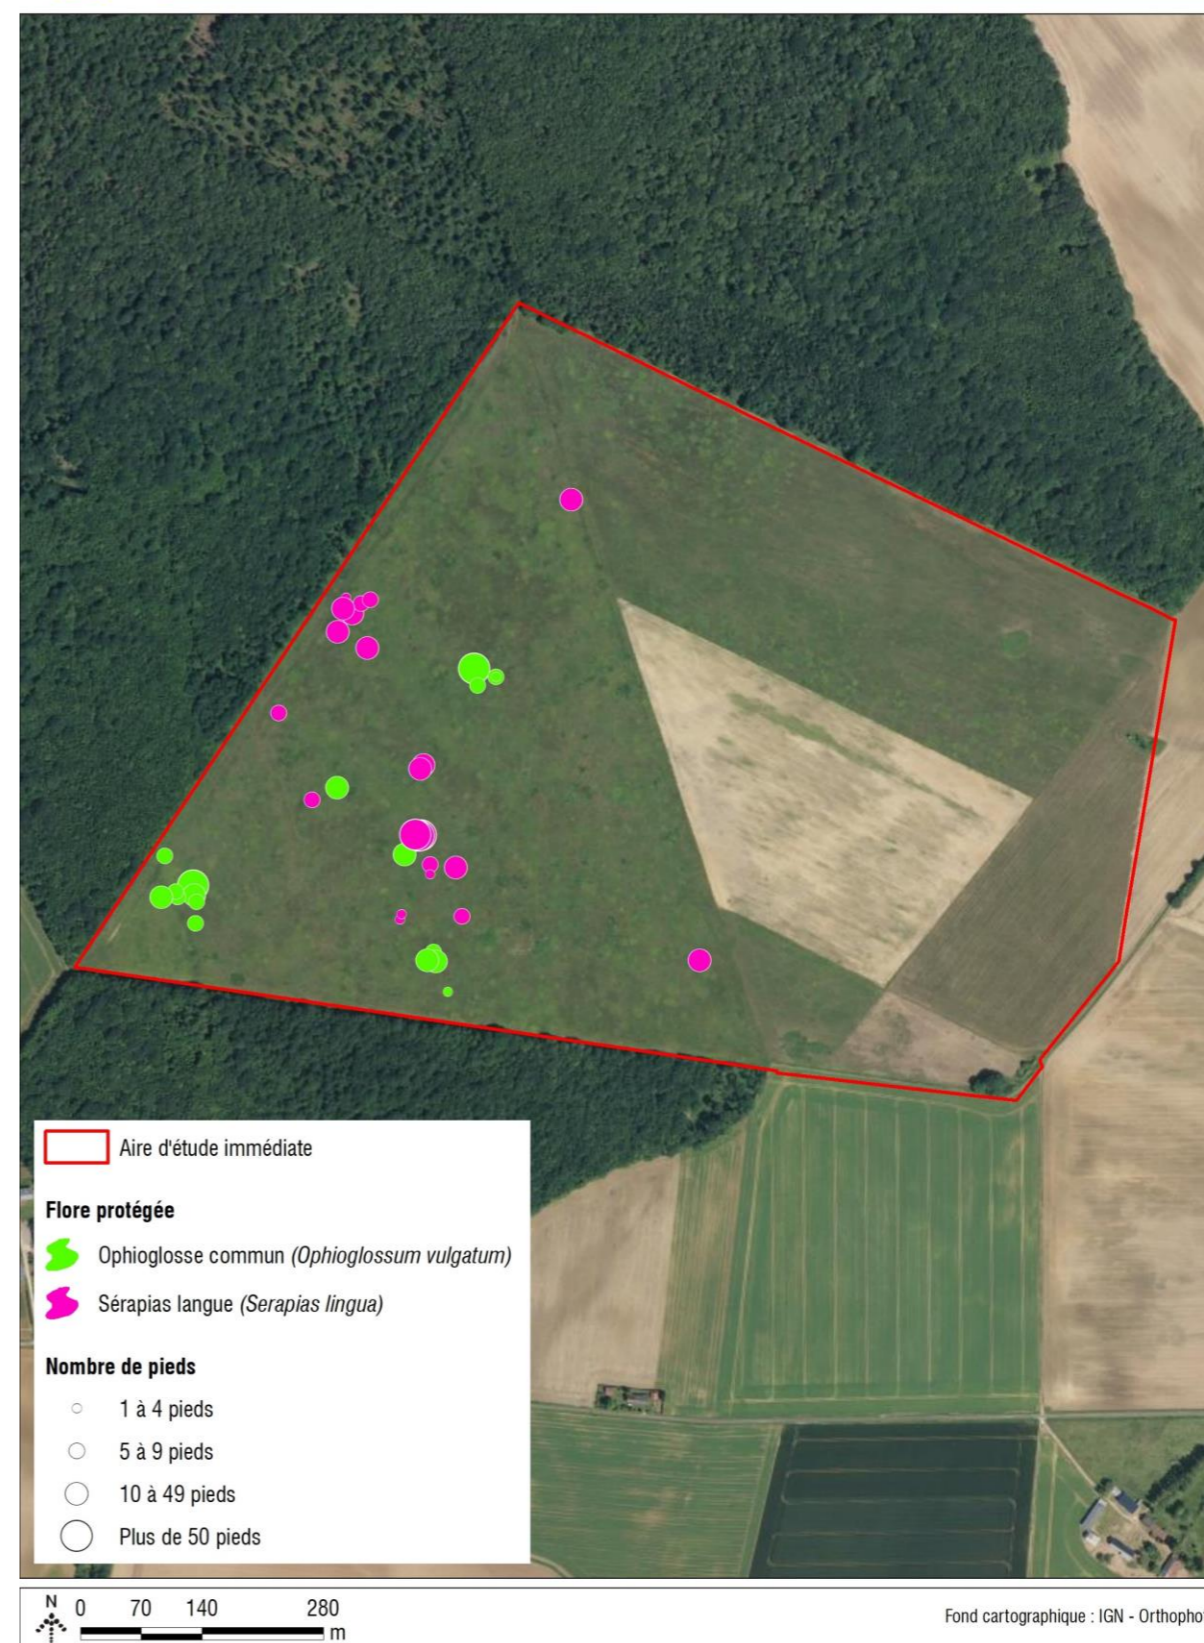 Aire d'étude immédiate
Flore protégée
Ophioglosse commun (Ophioglossum vulgatum)
Sérapias langue (Serapias lingua)
Nombre de pieds
1 à 4 pieds
5 à 9 pieds
10 à 49 pieds
Plus de 50 pieds
N 0 70 140 280
m
Fond cartographique : IGN - Orthopho